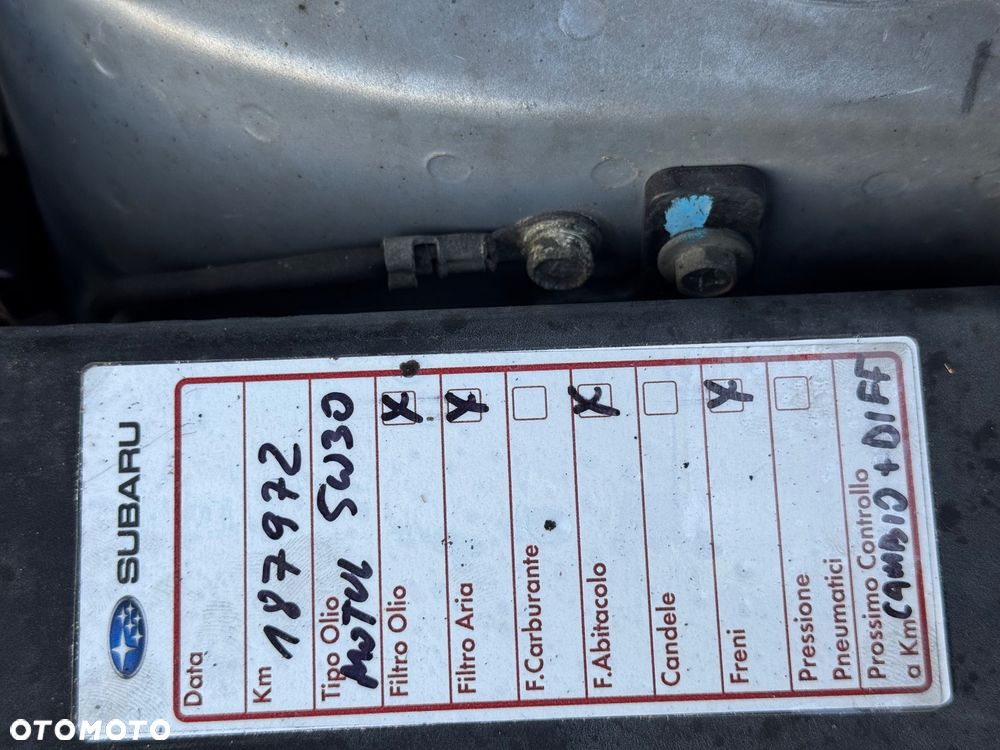 SUBARU
Data
Km 187972
Tipo Olio
MOTUL 5W30
Filtro Olio X
Filtro Aria X
F.Carburante
F.Abitacolo X
Candele
Freni X
Pressione
Pneumatici
Prossimo Controllo
a Km CAMBIO + DIFF
OTOMOTO